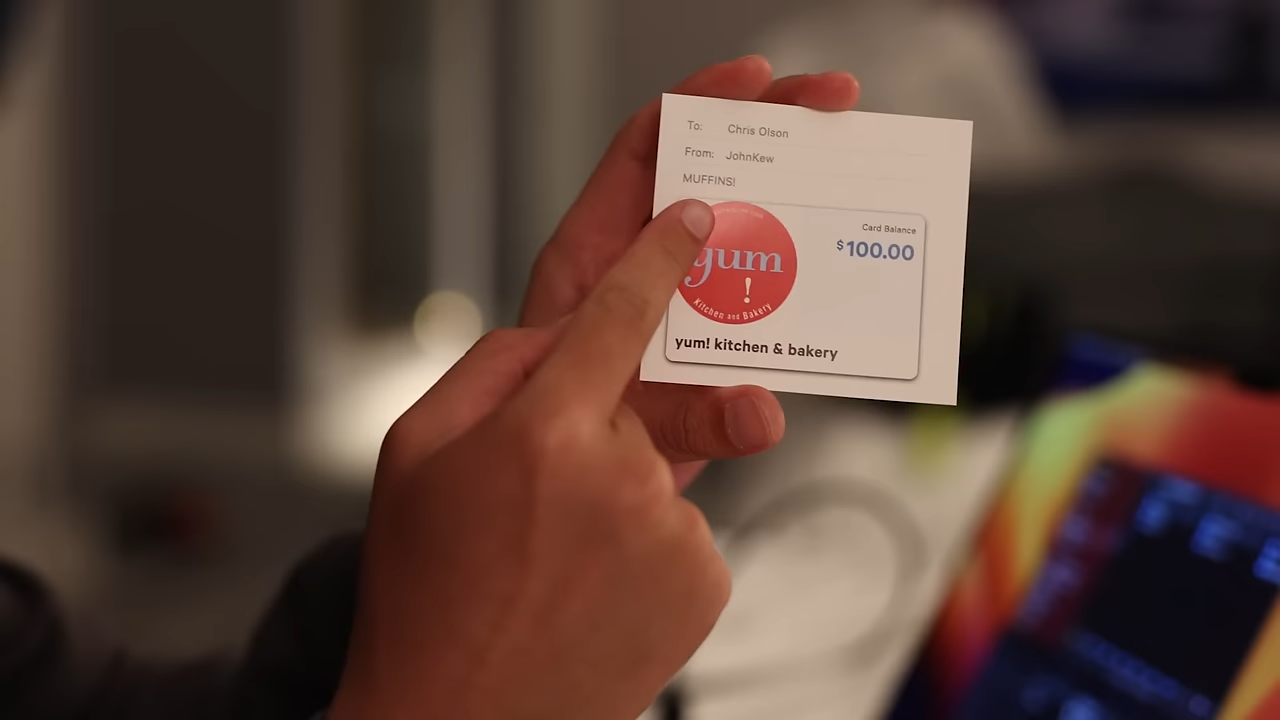 To: Chris Olson
From: JohnKew
MUFFINS!
yum
!
Kitchen and Bakery
Card Balance
$100.00
yum! kitchen & bakery